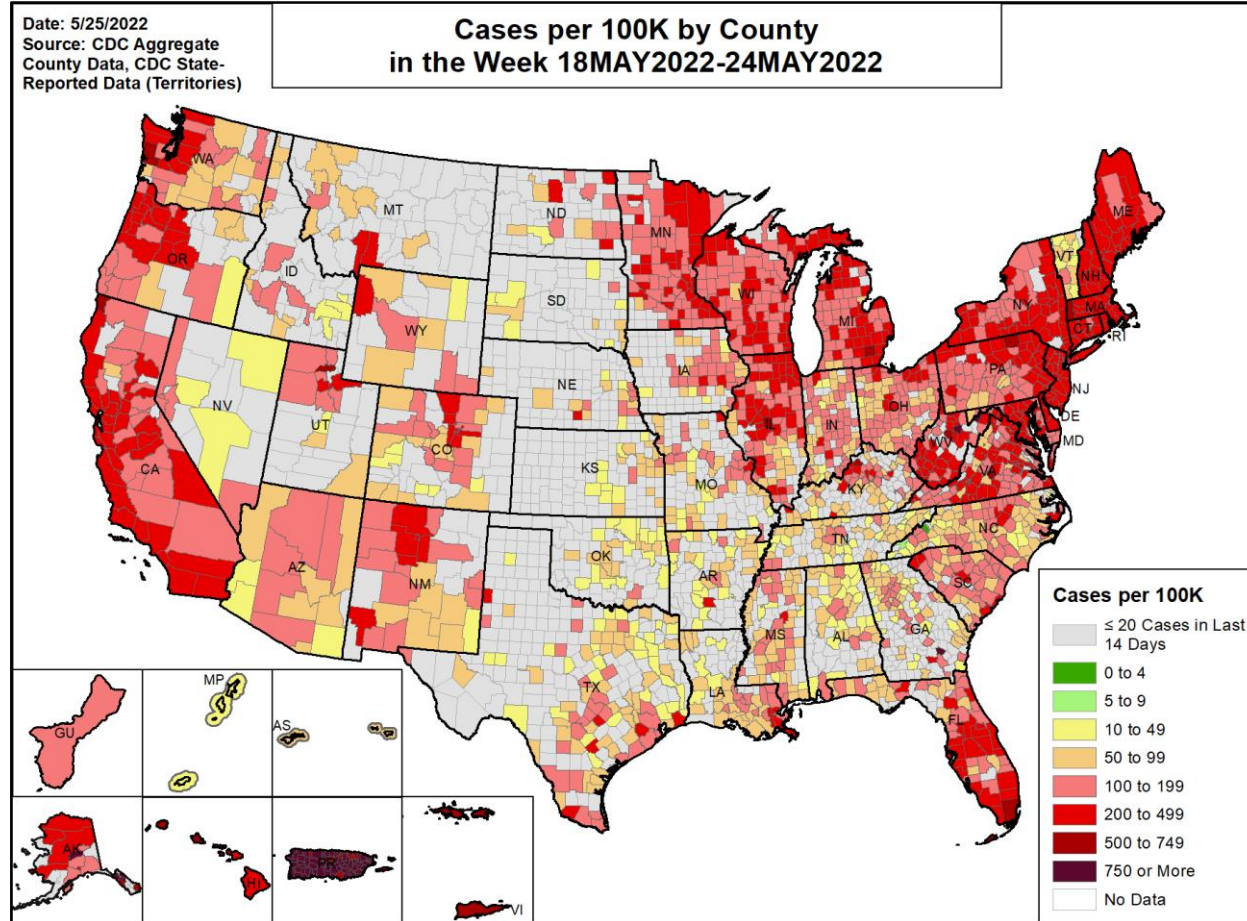 Date: 5/25/2022
Source: CDC Aggregate
County Data, CDC State-
Reported Data (Territories)
Cases per 100K by County
in the Week 18MAY2022-24MAY2022
WA
MT
ND
MN
ME
OR
ID
SD
WI
VT
NH
NY
MA
WY
MI
CT
RI
IA
PA
NE
NJ
NV
OH
DE
UT
IL
IN
MD
CO
WV
CA
VA
KS
MO
KY
NC
TN
OK
AZ
NM
AR
SC
MS
AL
GA
TX
LA
FL
GU
MP
AS
AK
HI
PR
VI
Cases per 100K
≤ 20 Cases in Last
14 Days
0 to 4
5 to 9
10 to 49
50 to 99
100 to 199
200 to 499
500 to 749
750 or More
No Data